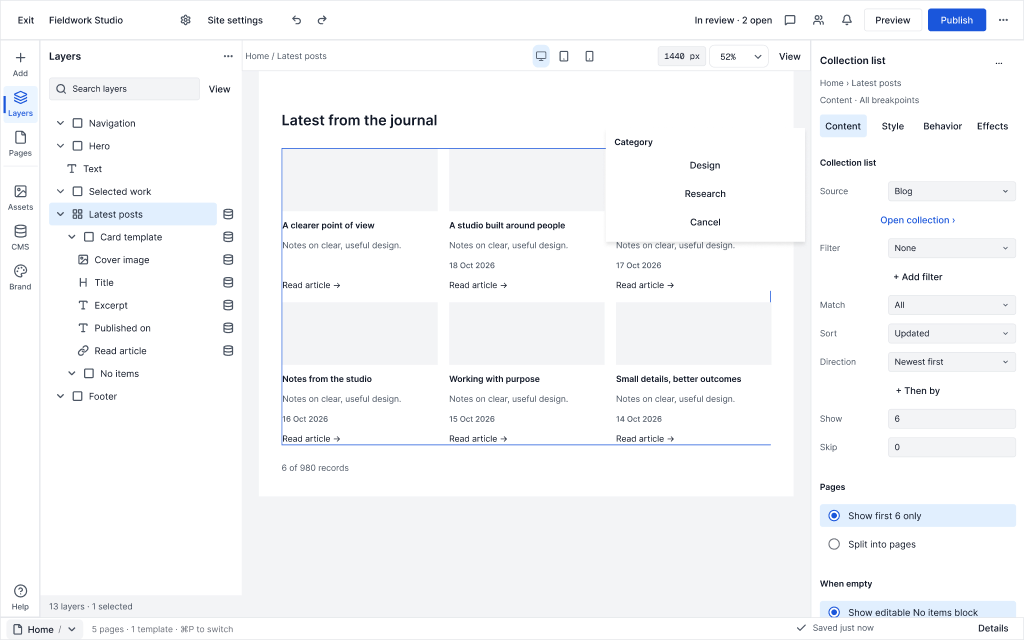 Exit
Fieldwork Studio
Site settings
In review · 2 open
Preview
Publish
Add
Layers
Pages
Assets
CMS
Brand
Help
Layers
Search layers
View
Navigation
Hero
Text
Selected work
Latest posts
Card template
Cover image
Title
Excerpt
Published on
Read article
No items
Footer
13 layers · 1 selected
Home / Latest posts
1440 px
52%
View
Latest from the journal
Category
Design
Research
Cancel
A clearer point of view
A studio built around people
Notes on clear, useful design.
Notes on clear, useful design.
Notes on clear, useful design.
18 Oct 2026
17 Oct 2026
Read article →
Read article →
Read article →
Notes from the studio
Working with purpose
Small details, better outcomes
Notes on clear, useful design.
Notes on clear, useful design.
Notes on clear, useful design.
16 Oct 2026
15 Oct 2026
14 Oct 2026
Read article →
Read article →
Read article →
6 of 980 records
Collection list
Home › Latest posts
Content · All breakpoints
Content
Style
Behavior
Effects
Collection list
Source
Blog
Open collection ›
Filter
None
+ Add filter
Match
All
Sort
Updated
Direction
Newest first
+ Then by
Show
6
Skip
0
Pages
Show first 6 only
Split into pages
When empty
Show editable No items block
Home /
5 pages · 1 template · ⌘P to switch
Saved just now
Details